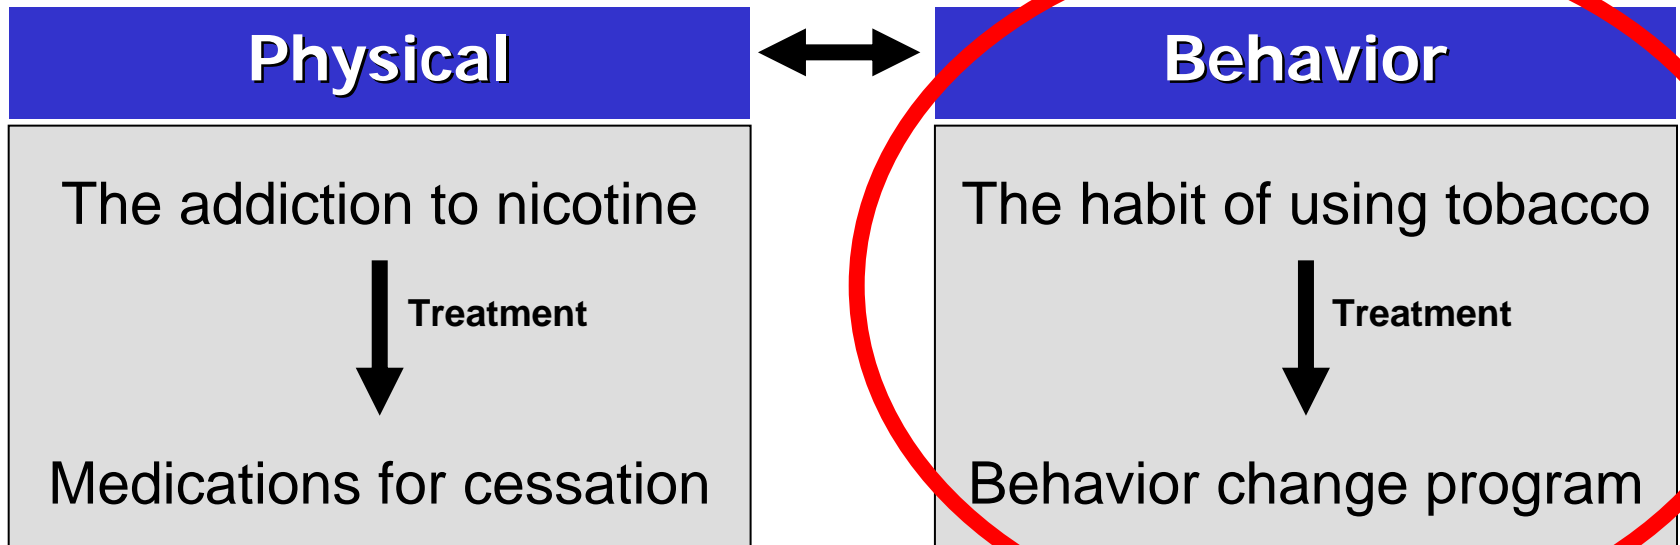 Physical
Behavior
The addiction to nicotine
Treatment
Medications for cessation
The habit of using tobacco
Treatment
Behavior change program